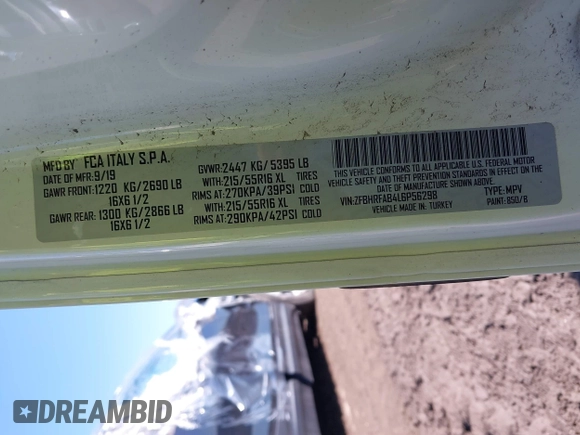 MFD BY FCA ITALY S.P.A.
DATE OF MFR: 9/19
GVWR: 2447 KG/5395 LB
GAWR FRONT: 1220 KG/2690 LB
WITH: 215/55R16 XL TIRES
16X6 1/2 RIMS AT: 270KPA/39PSI COLD
GAWR REAR: 1300 KG/2866 LB
WITH: 215/55R16 XL TIRES
16X6 1/2 RIMS AT: 290KPA/42PSI COLD
THIS VEHICLE CONFORMS TO ALL APPLICABLE U.S. FEDERAL MOTOR
VEHICLE SAFETY, BUMPER, AND THEFT PREVENTION STANDARDS
IN EFFECT ON THE DATE OF MANUFACTURE SHOWN ABOVE.
VIN: ZFBHRFAB4L6P56298 TYPE: MPV
VEHICLE MADE IN: TURKEY PAINT: 850/B
DREAMBID